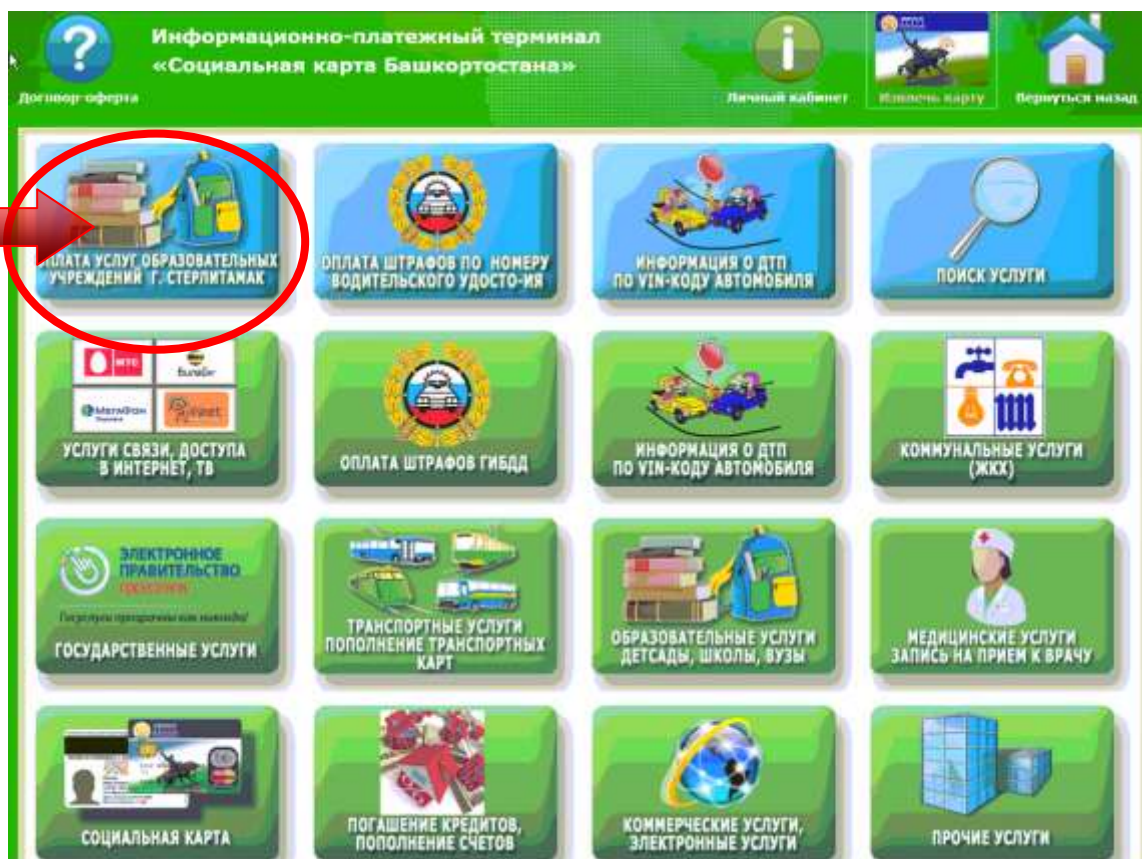 Информационно-платежный терминал
«Социальная карта Башкортостана»
Договор-оферта
Личный кабинет
Извлечь карту
Вернуться назад
ОПЛАТА УСЛУГ ОБРАЗОВАТЕЛЬНЫХ
УЧРЕЖДЕНИЙ Г. СТЕРЛИТАМАК
ОПЛАТА ШТРАФОВ ПО НОМЕРУ
ВОДИТЕЛЬСКОГО УДОСТО-ИЯ
ИНФОРМАЦИЯ О ДТП
ПО VIN-КОДУ АВТОМОБИЛЯ
ПОИСК УСЛУГИ
МТС
Билайн
МегаФон
УСЛУГИ СВЯЗИ, ДОСТУПА
В ИНТЕРНЕТ, ТВ
ОПЛАТА ШТРАФОВ ГИБДД
ИНФОРМАЦИЯ О ДТП
ПО VIN-КОДУ АВТОМОБИЛЯ
КОММУНАЛЬНЫЕ УСЛУГИ
(ЖКХ)
ЭЛЕКТРОННОЕ
ПРАВИТЕЛЬСТВО
ГОСУСЛУГИ
ГОСУДАРСТВЕННЫЕ УСЛУГИ
ТРАНСПОРТНЫЕ УСЛУГИ
ПОПОЛНЕНИЕ ТРАНСПОРТНЫХ
КАРТ
ОБРАЗОВАТЕЛЬНЫЕ УСЛУГИ
ДЕТСАДЫ, ШКОЛЫ, ВУЗЫ
МЕДИЦИНСКИЕ УСЛУГИ
ЗАПИСЬ НА ПРИЕМ К ВРАЧУ
СОЦИАЛЬНАЯ КАРТА
ПОГАШЕНИЕ КРЕДИТОВ,
ПОПОЛНЕНИЕ СЧЕТОВ
КОММЕРЧЕСКИЕ УСЛУГИ,
ЭЛЕКТРОННЫЕ УСЛУГИ
ПРОЧИЕ УСЛУГИ